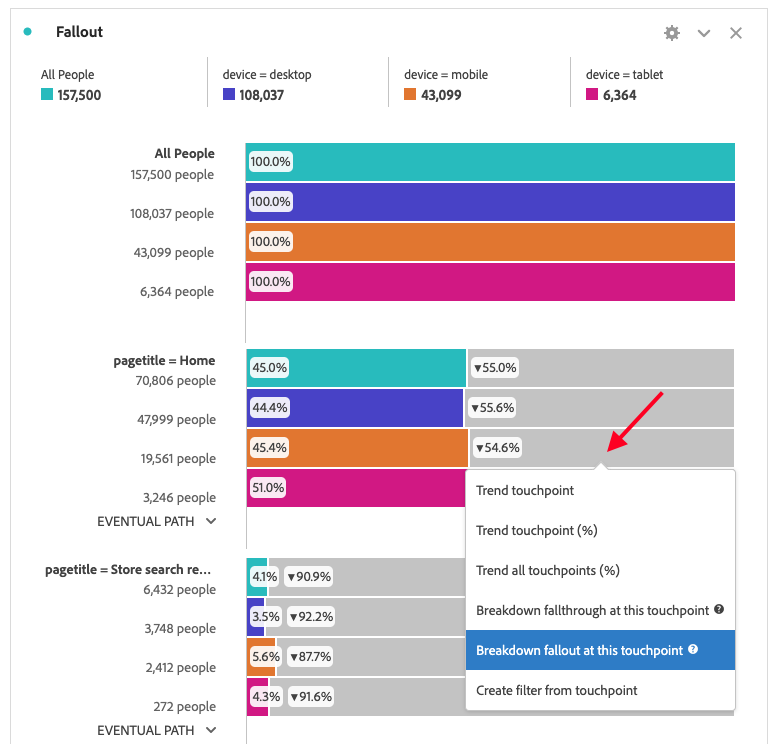 Fallout
All People
157,500
device = desktop
108,037
device = mobile
43,099
device = tablet
6,364
All People
157,500 people
100.0%
108,037 people
100.0%
43,099 people
100.0%
6,364 people
100.0%
pagetitle = Home
70,806 people
45.0%
▼55.0%
47,999 people
44.4%
▼55.6%
19,561 people
45.4%
▼54.6%
3,246 people
51.0%
EVENTUAL PATH
Trend touchpoint
Trend touchpoint (%)
Trend all touchpoints (%)
Breakdown fallthrough at this touchpoint ?
Breakdown fallout at this touchpoint ?
Create filter from touchpoint
pagetitle = Store search re...
6,432 people
4.1%
▼90.9%
3,748 people
3.5%
▼92.2%
2,412 people
5.6%
▼87.7%
272 people
4.3%
▼91.6%
EVENTUAL PATH